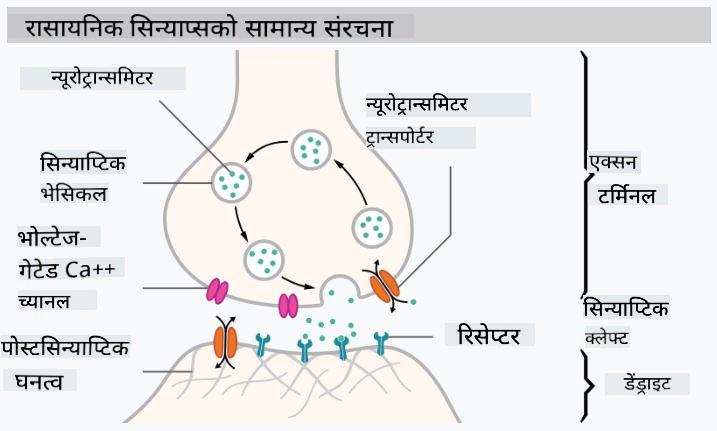 रासायनिक सिन्याप्सको सामान्य संरचना
न्यूरोट्रान्समिटर
न्यूरोट्रान्समिटर
ट्रान्सपोर्टर
सिन्याप्टिक
भेसिकल
भोल्टेज-
गेटेड Ca++
च्यानल
पोस्टसिन्याप्टिक
घनत्व
रिसेप्टर
एक्सन
टर्मिनल
सिन्याप्टिक
क्लेफ्ट
डेंड्राइट